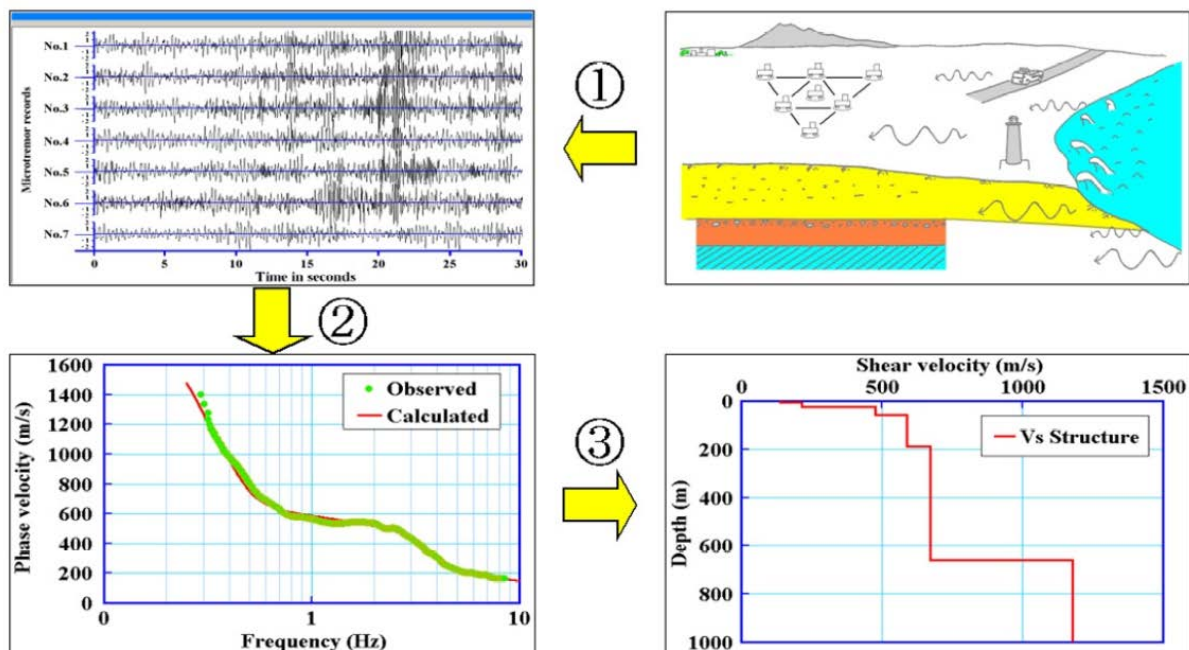 Microtremor records
No.1
No.2
No.3
No.4
No.5
No.6
No.7
0 5 10 15 20 25 30
Time in seconds
①
②
1600
1400
1200
1000
800
600
400
200
0
Phase velocity (m/s)
Observed
Calculated
0 1 10
Frequency (Hz)
③
Shear velocity (m/s)
0 500 1000 1500
0
200
400
600
800
1000
Depth (m)
Vs Structure